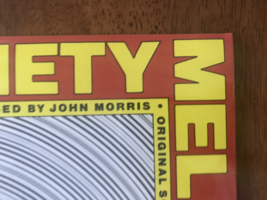 IETY
MEL
ED BY JOHN MORRIS •
ORIGINAL S